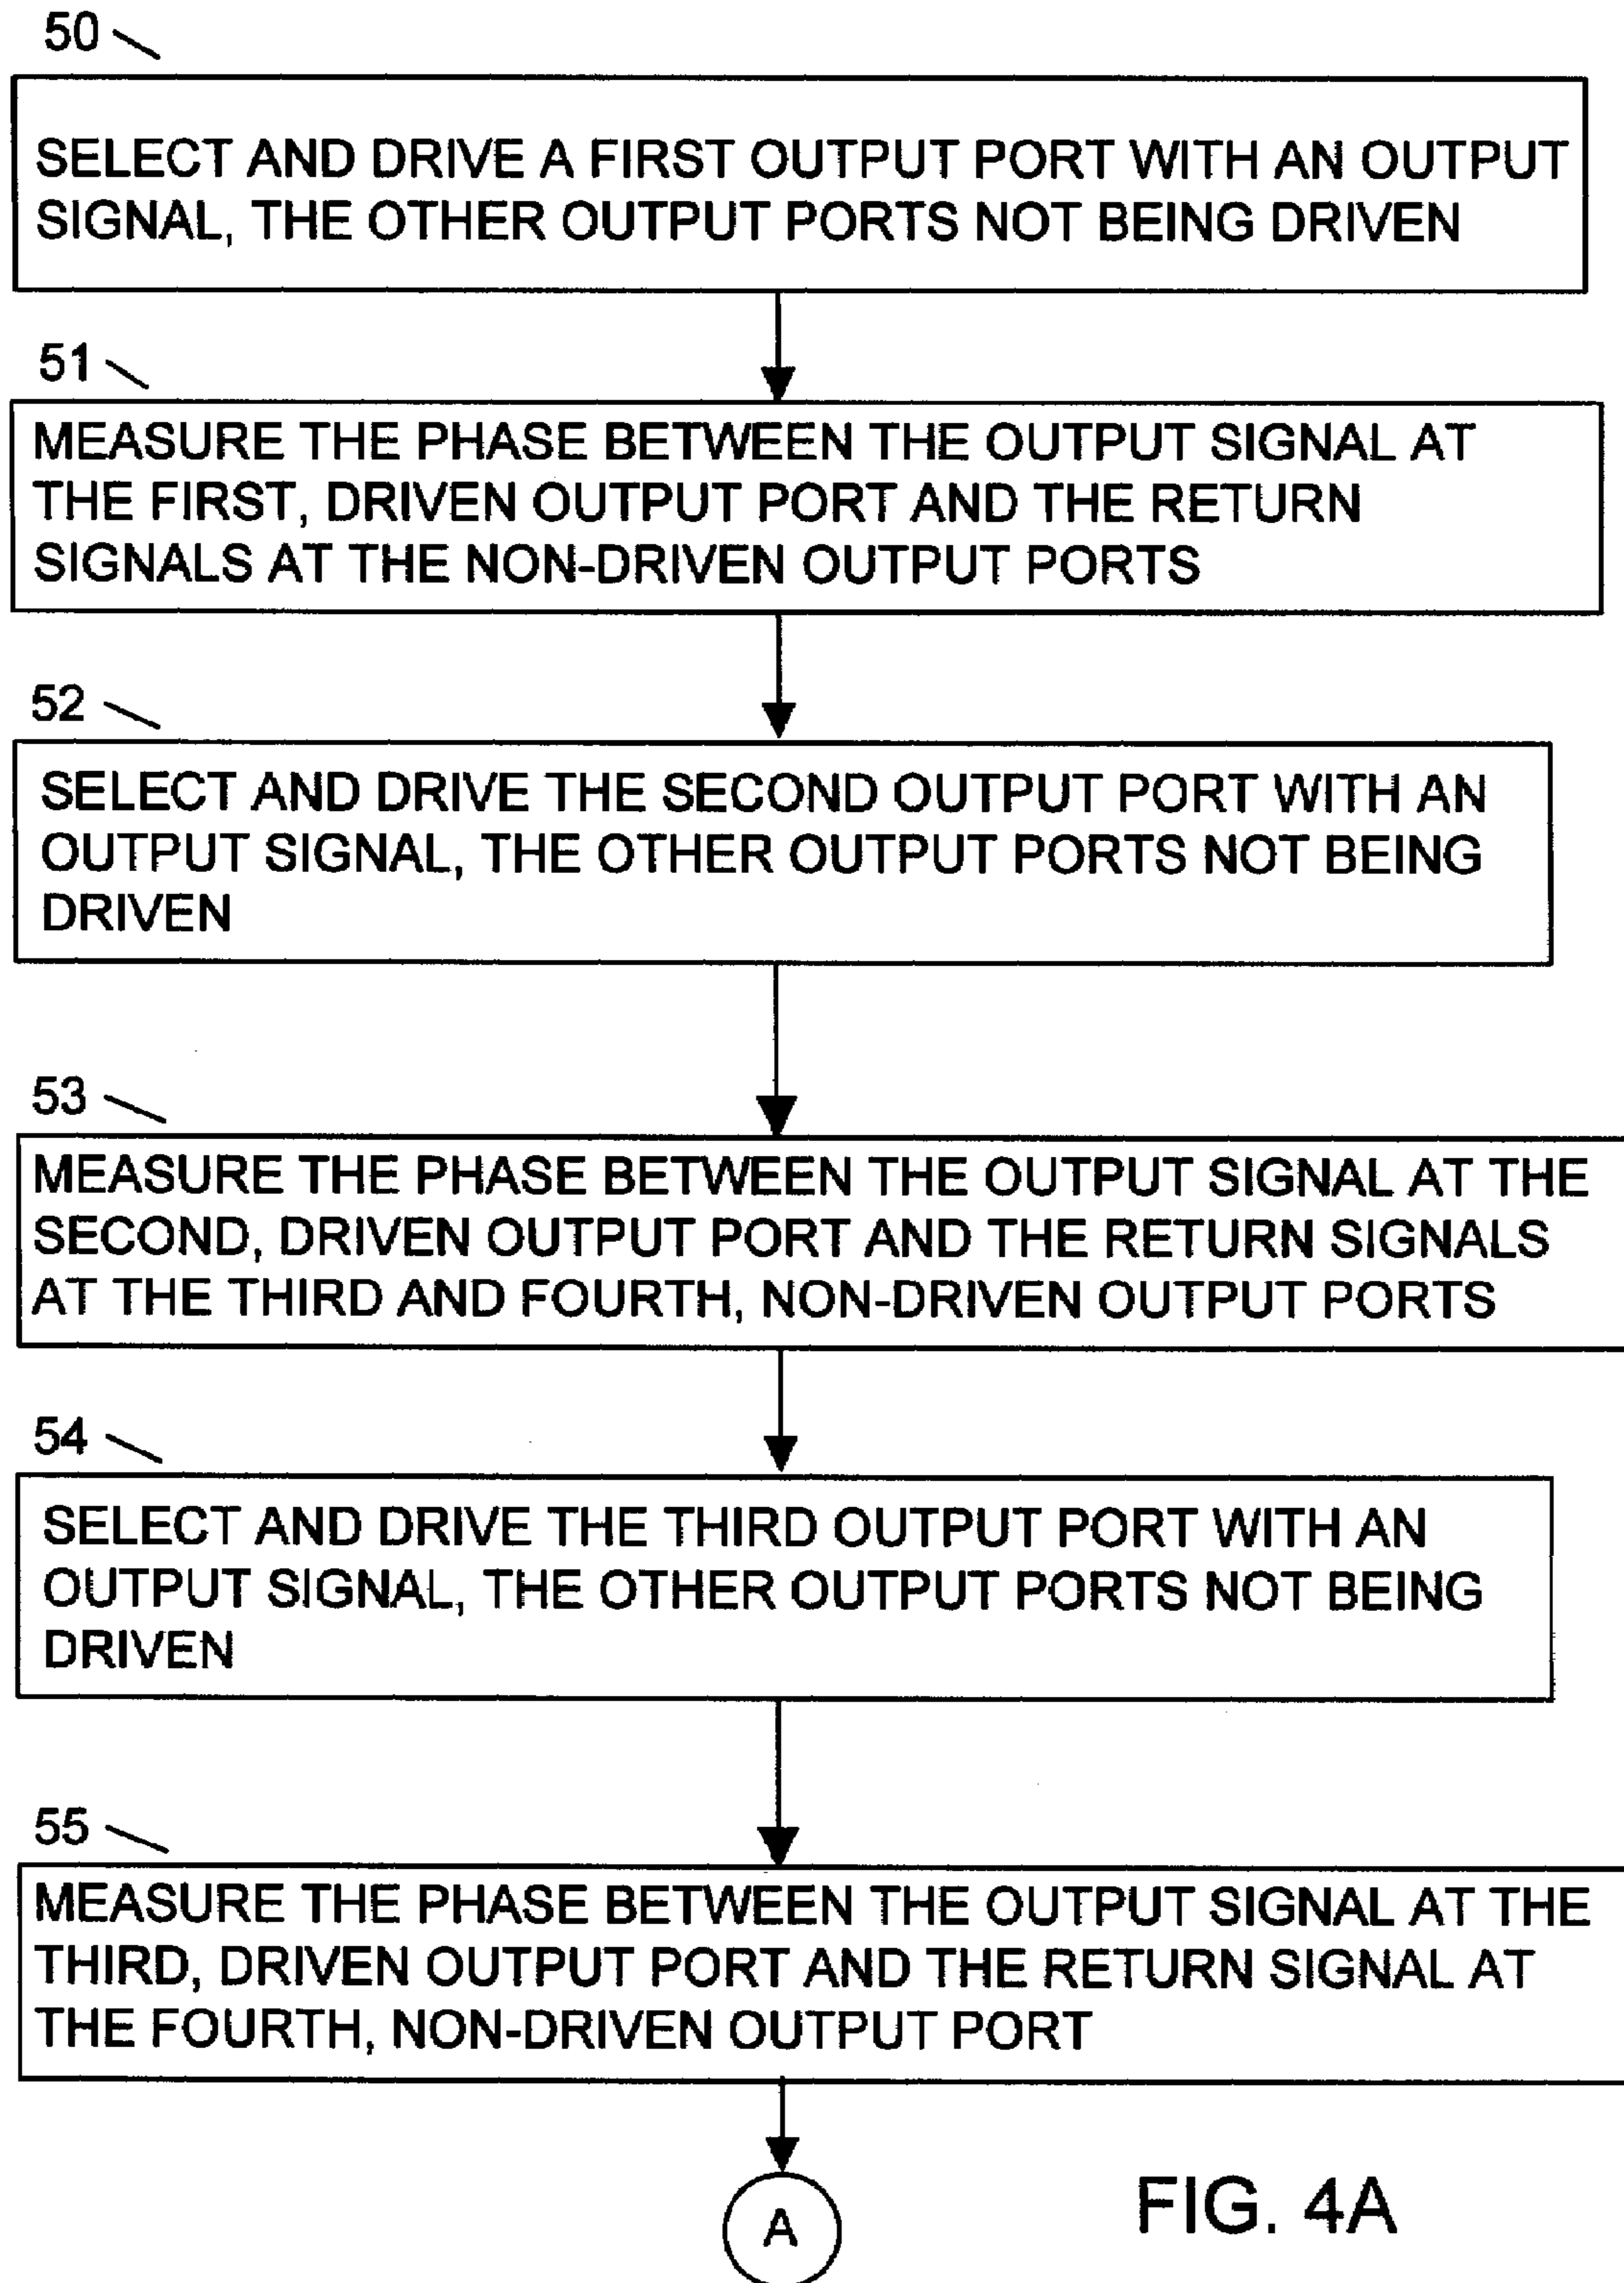 50
SELECT AND DRIVE A FIRST OUTPUT PORT WITH AN OUTPUT
SIGNAL, THE OTHER OUTPUT PORTS NOT BEING DRIVEN
51
MEASURE THE PHASE BETWEEN THE OUTPUT SIGNAL AT
THE FIRST, DRIVEN OUTPUT PORT AND THE RETURN
SIGNALS AT THE NON-DRIVEN OUTPUT PORTS
52
SELECT AND DRIVE THE SECOND OUTPUT PORT WITH AN
OUTPUT SIGNAL, THE OTHER OUTPUT PORTS NOT BEING
DRIVEN
53
MEASURE THE PHASE BETWEEN THE OUTPUT SIGNAL AT THE
SECOND, DRIVEN OUTPUT PORT AND THE RETURN SIGNALS
AT THE THIRD AND FOURTH, NON-DRIVEN OUTPUT PORTS
54
SELECT AND DRIVE THE THIRD OUTPUT PORT WITH AN
OUTPUT SIGNAL, THE OTHER OUTPUT PORTS NOT BEING
DRIVEN
55
MEASURE THE PHASE BETWEEN THE OUTPUT SIGNAL AT THE
THIRD, DRIVEN OUTPUT PORT AND THE RETURN SIGNAL AT
THE FOURTH, NON-DRIVEN OUTPUT PORT
A
FIG. 4A